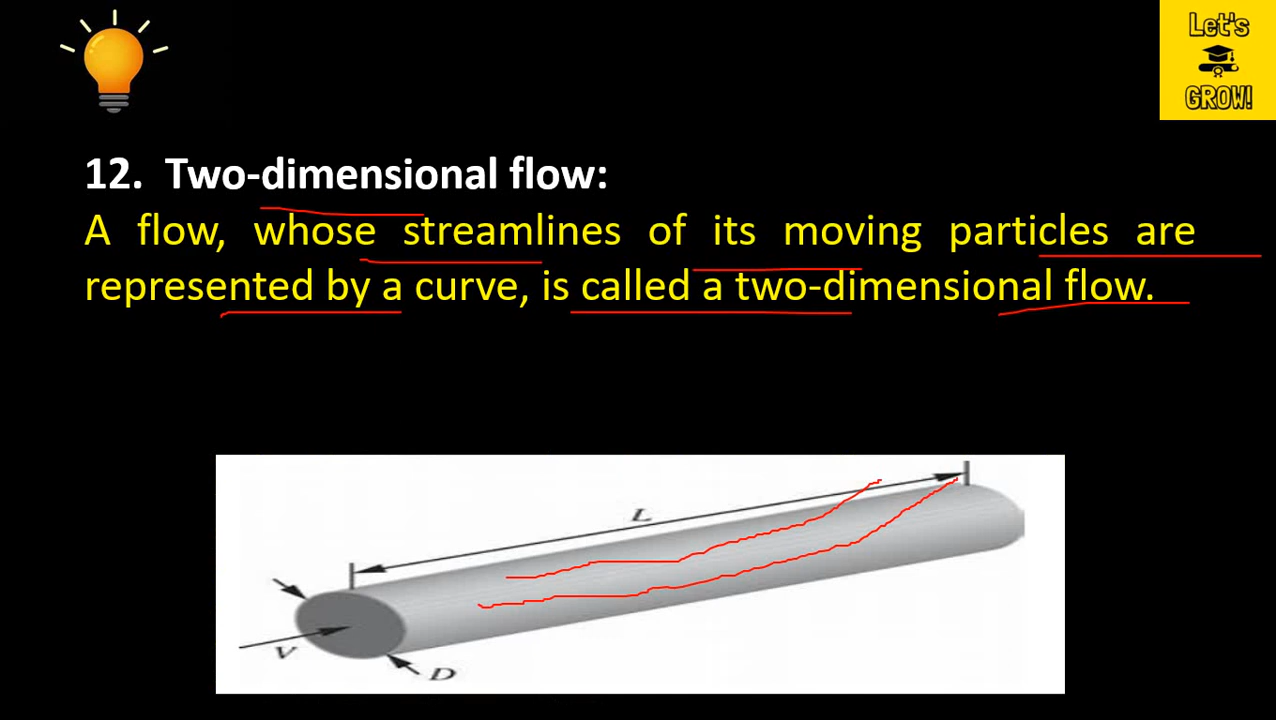 Let's
GROW!
12. Two-dimensional flow:
A flow, whose streamlines of its moving particles are
represented by a curve, is called a two-dimensional flow.
L
V
D